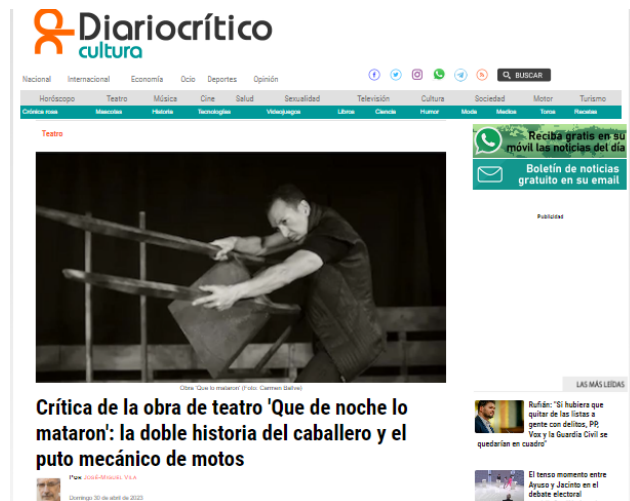 Diariocrítico
cultura
Nacional Internacional Economía Ocio Deportes Opinión
BUSCAR
Horóscopo Teatro Música Cine Salud Sexualidad Televisión Cultura Sociedad Motor Turismo
Crónica rosa Mascotas Historia Tecnologías Videojuegos Libros Ciencia Humor Moda Medios Toros Recetas
Teatro
Reciba gratis en su
móvil las noticias del día
Boletín de noticias
gratuito en su email
Publicidad
Obra 'Que lo mataron' (Foto: Carmen Ballvé)
Crítica de la obra de teatro 'Que de noche lo
mataron': la doble historia del caballero y el
puto mecánico de motos
Por José-Miguel Vila
Domingo 30 de abril de 2023
LAS MÁS LEÍDAS
Rufián: "Si hubiera que
quitar de las listas a
gente con delitos, PP,
Vox y la Guardia Civil se
quedarían en cuadro"
El tenso momento entre
Ayuso y Jacinto en el
debate electoral